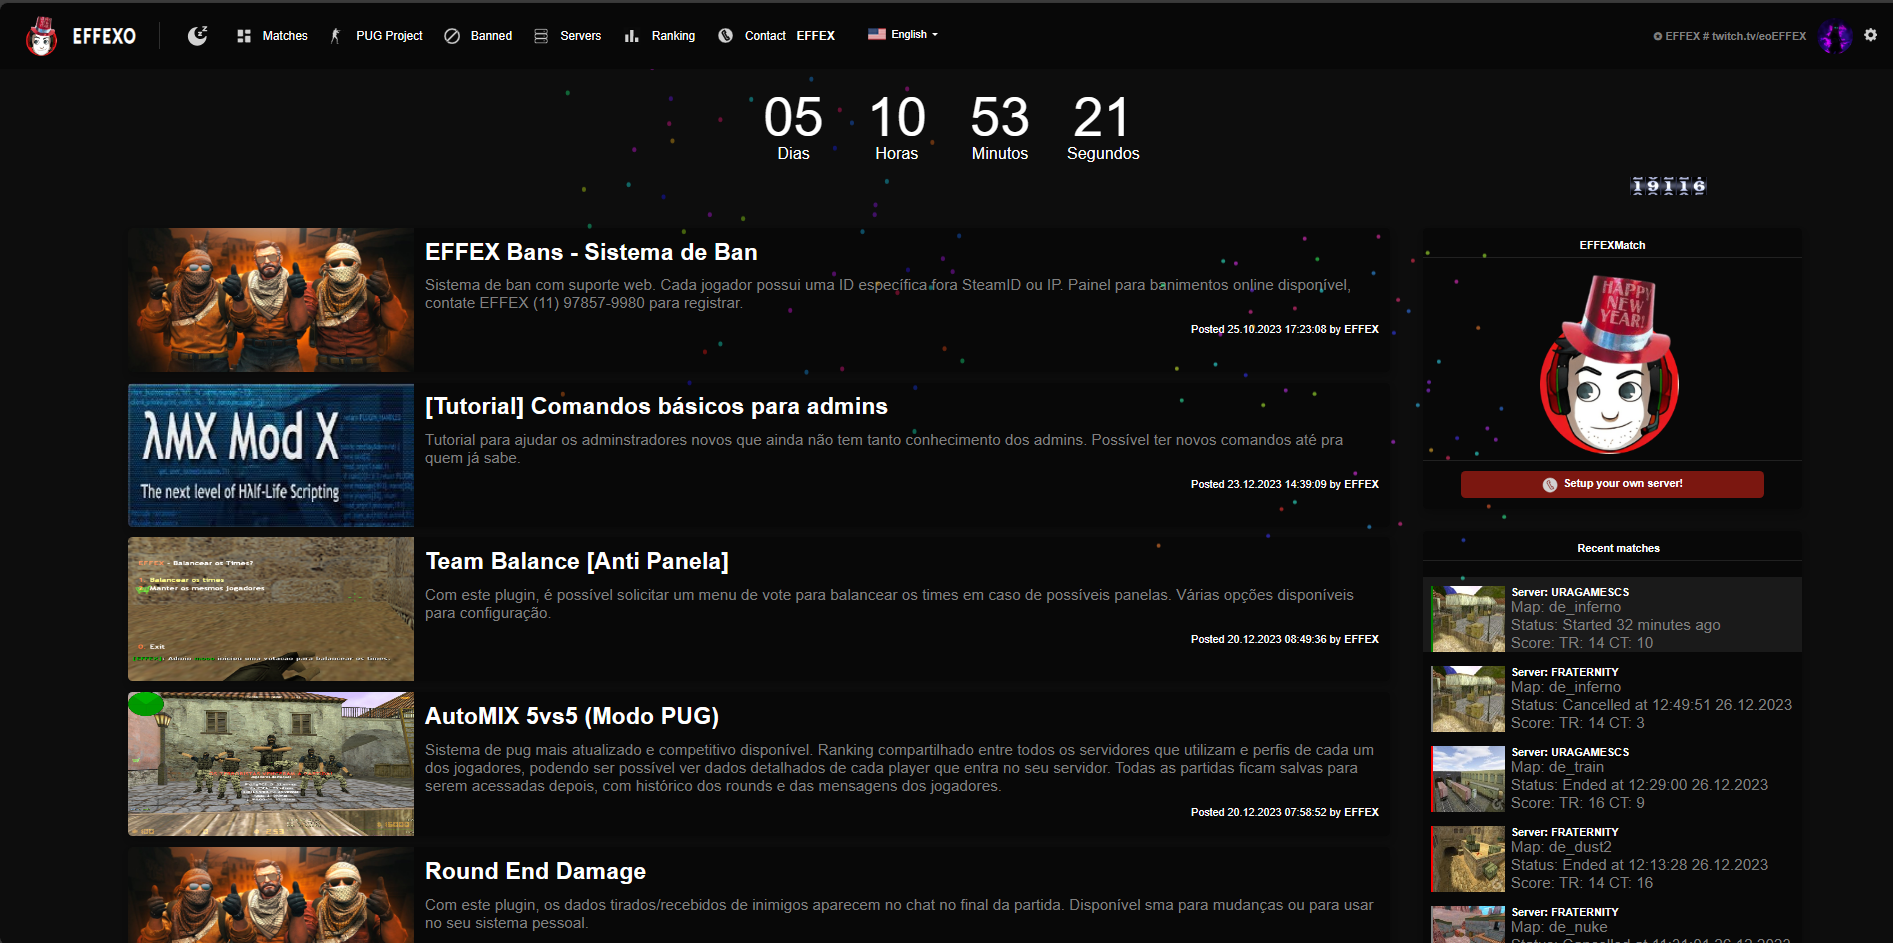 EFFEXO
Matches
PUG Project
Banned
Servers
Ranking
Contact EFFEX
English
EFFEX # twitch.tv/eoEFFEX
05 10 53 21
Dias Horas Minutos Segundos
19116
EFFEX Bans - Sistema de Ban
Sistema de ban com suporte web. Cada jogador possui uma ID específica fora SteamID ou IP. Painel para banimentos online disponível,
contate EFFEX (11) 97857-9980 para registrar.
Posted 25.10.2023 17:23:08 by EFFEX
λMX Mod X
The next level of Hλlf-Life Scripting
[Tutorial] Comandos básicos para admins
Tutorial para ajudar os adminstradores novos que ainda não tem tanto conhecimento dos admins. Possível ter novos comandos até pra
quem já sabe.
Posted 23.12.2023 14:39:09 by EFFEX
EFFEX - Balancear os Times?
Balancear os times
Manter os mesmos jogadores
Exit
Team Balance [Anti Panela]
Com este plugin, é possível solicitar um menu de vote para balancear os times em caso de possíveis panelas. Várias opções disponíveis
para configuração.
Posted 20.12.2023 08:49:36 by EFFEX
AutoMIX 5vs5 (Modo PUG)
Sistema de pug mais atualizado e competitivo disponível. Ranking compartilhado entre todos os servidores que utilizam e perfis de cada um
dos jogadores, podendo ser possível ver dados detalhados de cada player que entra no seu servidor. Todas as partidas ficam salvas para
serem acessadas depois, com histórico dos rounds e das mensagens dos jogadores.
Posted 20.12.2023 07:58:52 by EFFEX
Round End Damage
Com este plugin, os dados tirados/recebidos de inimigos aparecem no chat no final da partida. Disponível sma para mudanças ou para usar
no seu sistema pessoal.
EFFEXMatch
HAPPY
NEW
YEAR!
Setup your own server!
Recent matches
Server: URAGAMESCS
Map: de_inferno
Status: Started 32 minutes ago
Score: TR: 14 CT: 10
Server: FRATERNITY
Map: de_inferno
Status: Cancelled at 12:49:51 26.12.2023
Score: TR: 14 CT: 3
Server: URAGAMESCS
Map: de_train
Status: Ended at 12:29:00 26.12.2023
Score: TR: 16 CT: 9
Server: FRATERNITY
Map: de_dust2
Status: Ended at 12:13:28 26.12.2023
Score: TR: 14 CT: 16
Server: FRATERNITY
Map: de_nuke